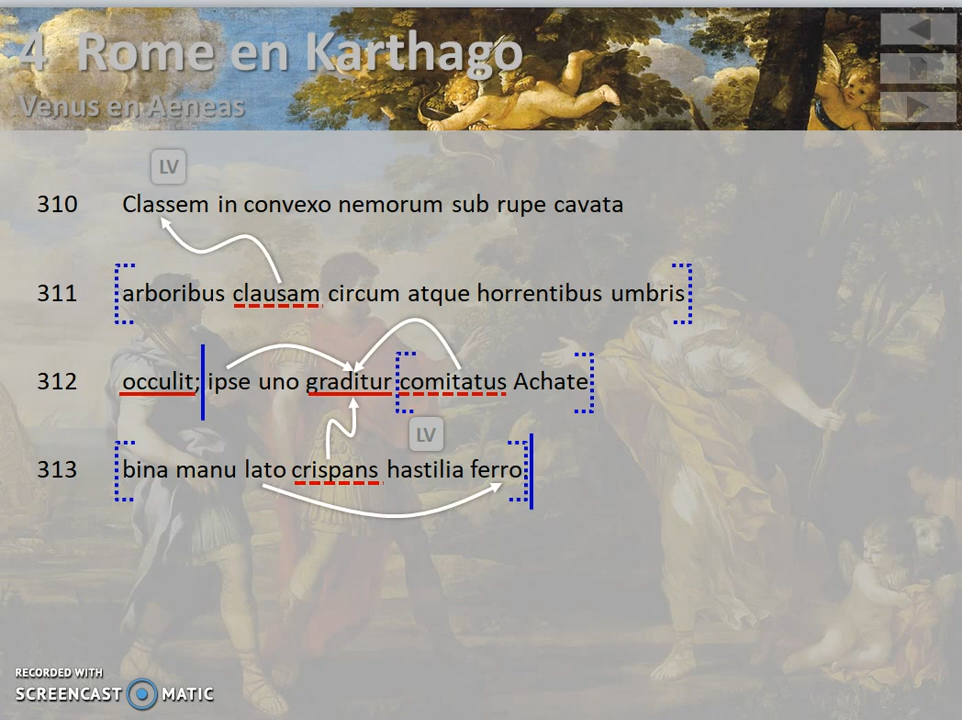 4 Rome en Karthago
Venus en Aeneas
LV
310 Classem in convexo nemorum sub rupe cavata
311 arboribus clausam circum atque horrentibus umbris
312 occulit; ipse uno graditur comitatus Achate
LV
313 bina manu lato crispans hastilia ferro
RECORDED WITH
SCREENCAST MATIC